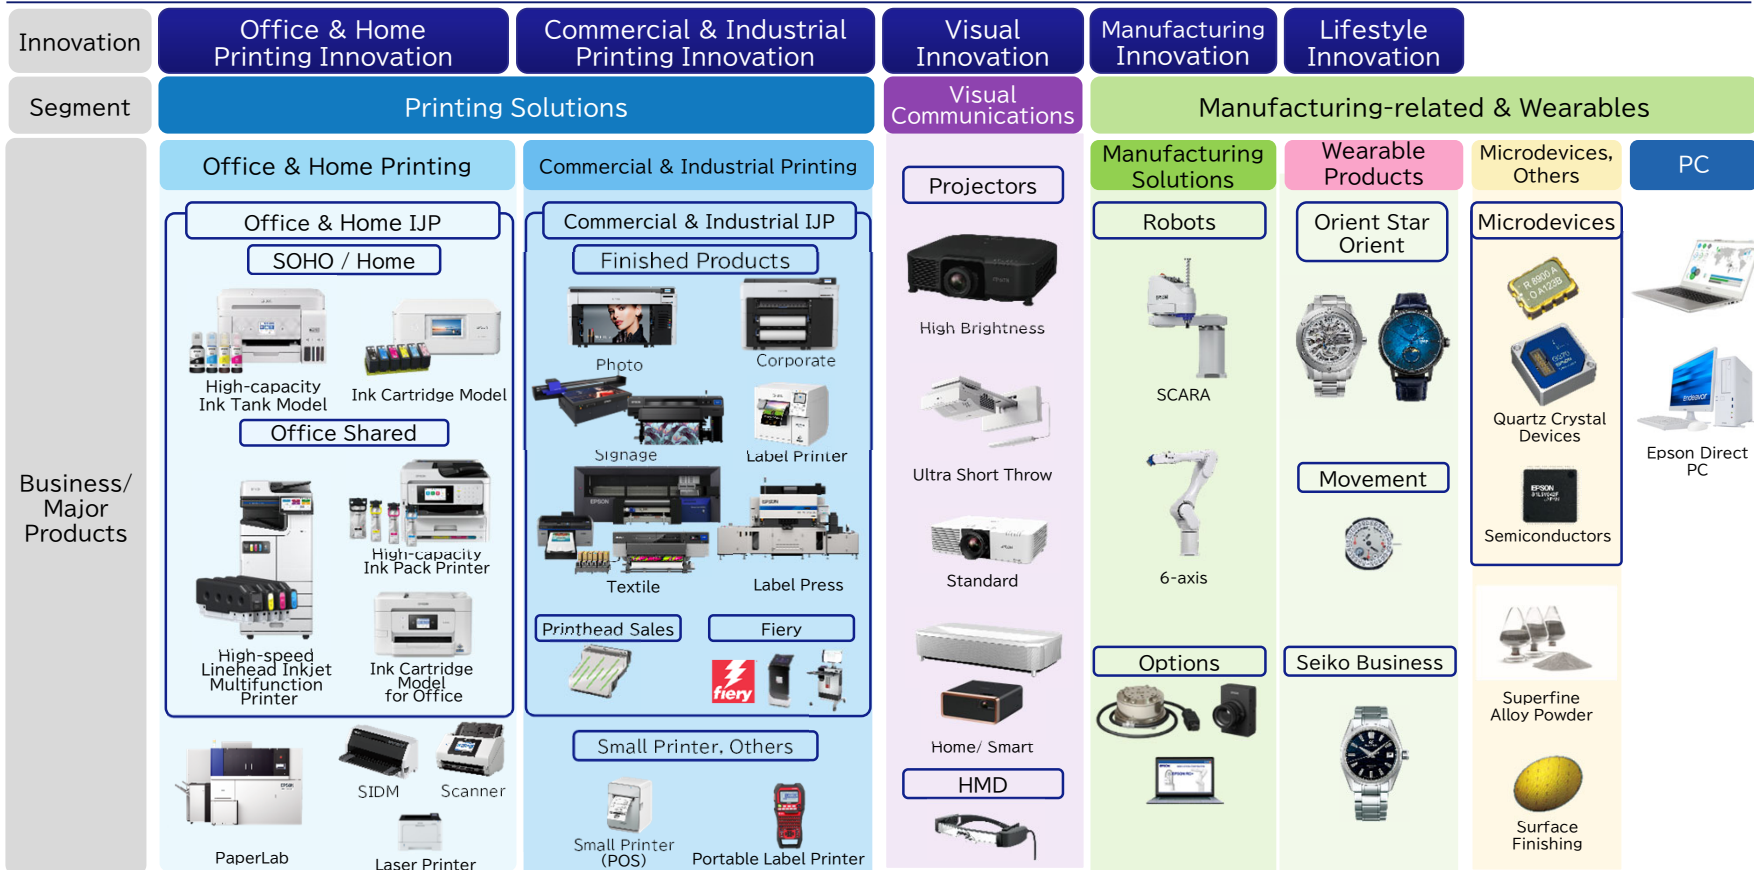 Innovation
Office & Home
Printing Innovation
Commercial & Industrial
Printing Innovation
Visual
Innovation
Manufacturing
Innovation
Lifestyle
Innovation
Segment
Printing Solutions
Visual
Communications
Manufacturing-related & Wearables
Business/
Major
Products
Office & Home Printing
Office & Home IJP
SOHO / Home
High-capacity
Ink Tank Model
Ink Cartridge Model
Office Shared
High-capacity
Ink Pack Printer
High-speed
Linehead Inkjet
Multifunction
Printer
Ink Cartridge
Model
for Office
PaperLab
SIDM
Scanner
Laser Printer
Commercial & Industrial Printing
Commercial & Industrial IJP
Finished Products
Photo
Corporate
Signage
Label Printer
EPSON
EPSON
Textile
Label Press
Printhead Sales
Fiery
fiery
Small Printer, Others
Small Printer
(POS)
Portable Label Printer
Projectors
High Brightness
Ultra Short Throw
Standard
Home/ Smart
HMD
Manufacturing
Solutions
Robots
SCARA
6-axis
Options
Wearable
Products
Orient Star
Orient
Movement
Seiko Business
Microdevices,
Others
Microdevices
R 8900 A
O A123B
Quartz Crystal
Devices
EPSON
Semiconductors
Superfine
Alloy Powder
Surface
Finishing
PC
Endeavor
Epson Direct
PC